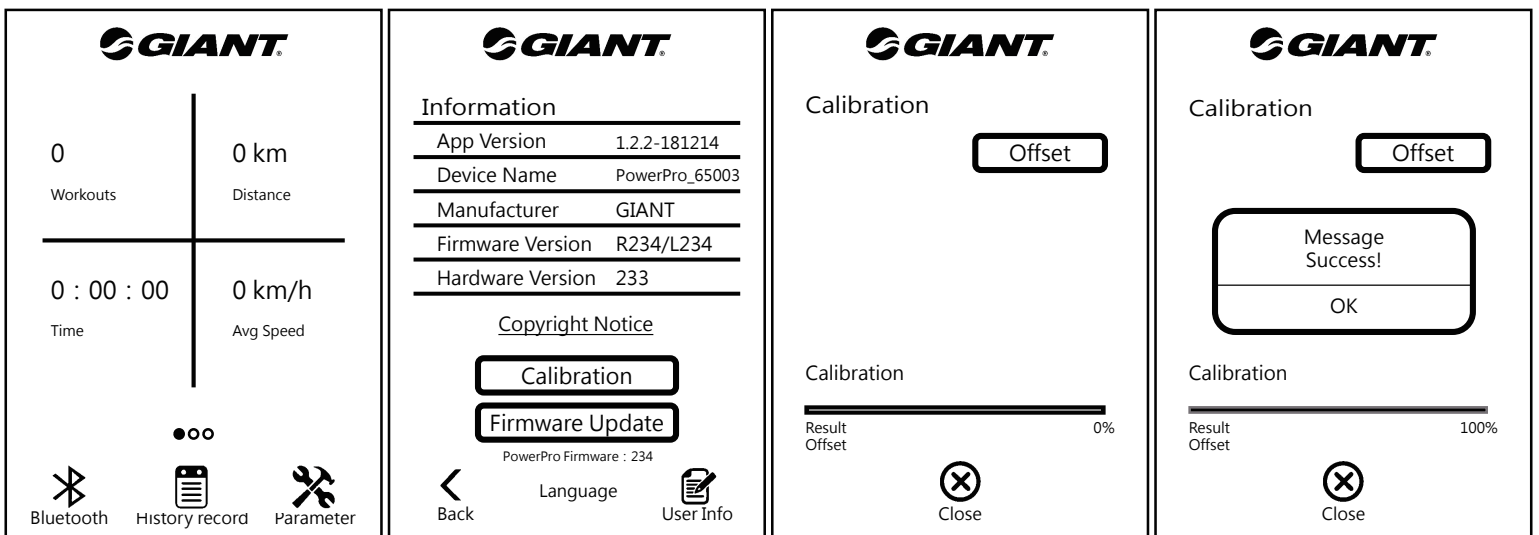 GIANT®
0
Workouts
0 km
Distance
0 : 00 : 00
Time
0 km/h
Avg Speed
Bluetooth
History record
Parameter
GIANT®
Information
App Version 1.2.2-181214
Device Name PowerPro_65003
Manufacturer GIANT
Firmware Version R234/L234
Hardware Version 233
Copyright Notice
Calibration
Firmware Update
PowerPro Firmware : 234
Back
Language
User Info
GIANT®
Calibration
Offset
Calibration
Result 0%
Offset
Close
GIANT®
Calibration
Offset
Message
Success!
OK
Calibration
Result 100%
Offset
Close